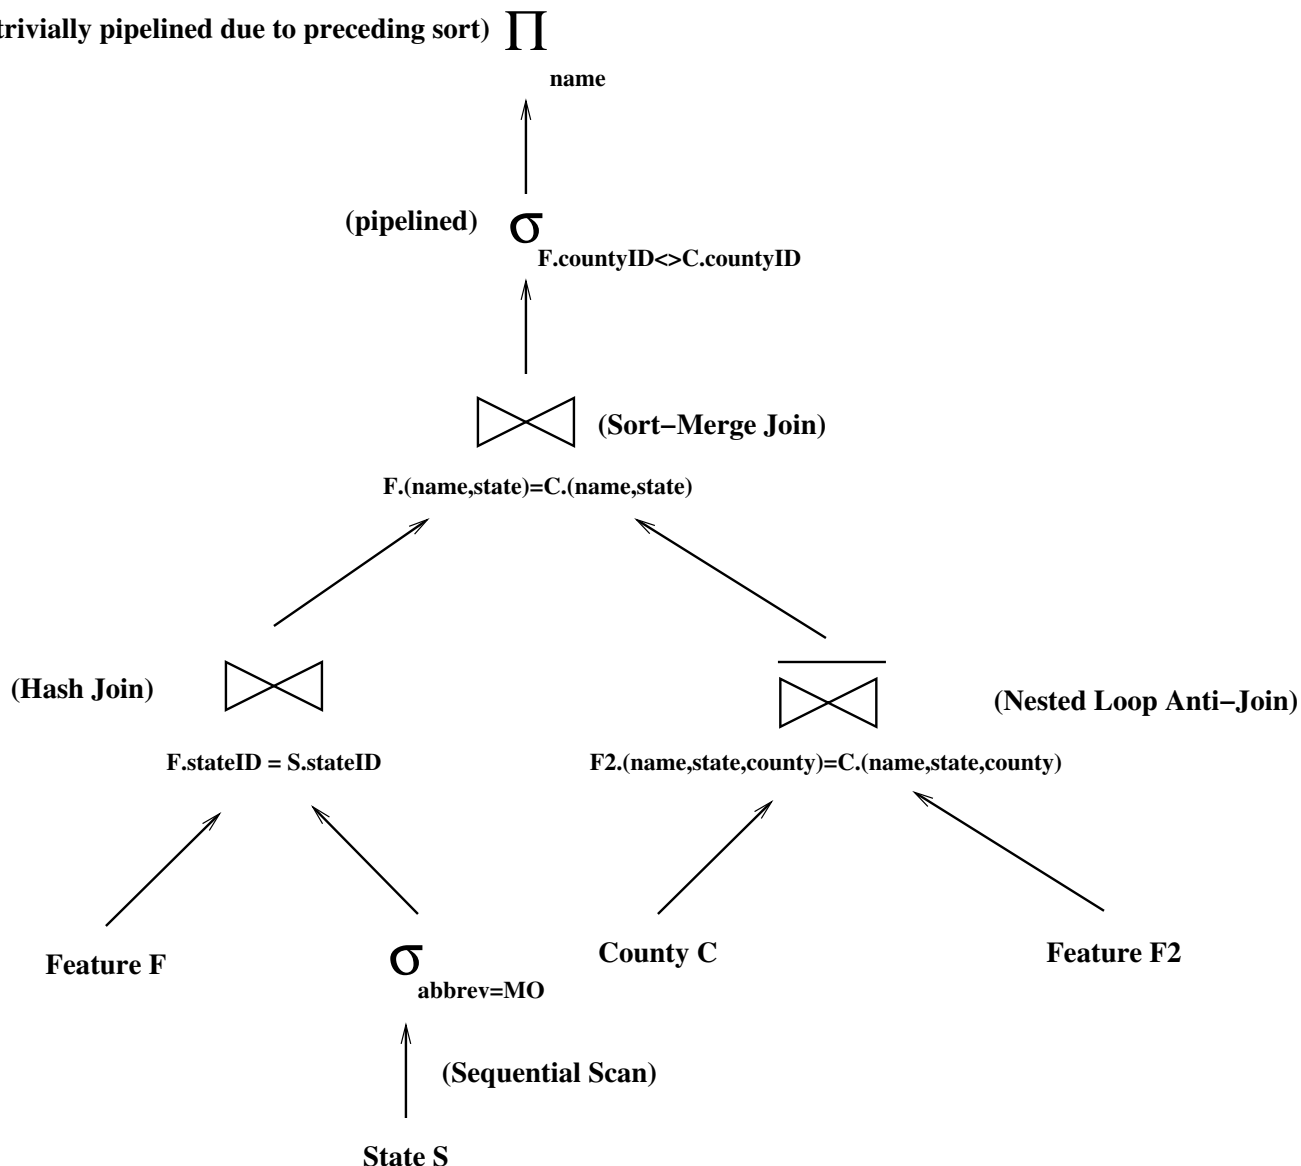 trivially pipelined due to preceding sort) Π
name
(pipelined) σ
F.countyID<>C.countyID
(Sort−Merge Join)
F.(name,state)=C.(name,state)
(Hash Join)
(Nested Loop Anti−Join)
F.stateID = S.stateID
F2.(name,state,county)=C.(name,state,county)
Feature F
σ
abbrev=MO
County C
Feature F2
(Sequential Scan)
State S